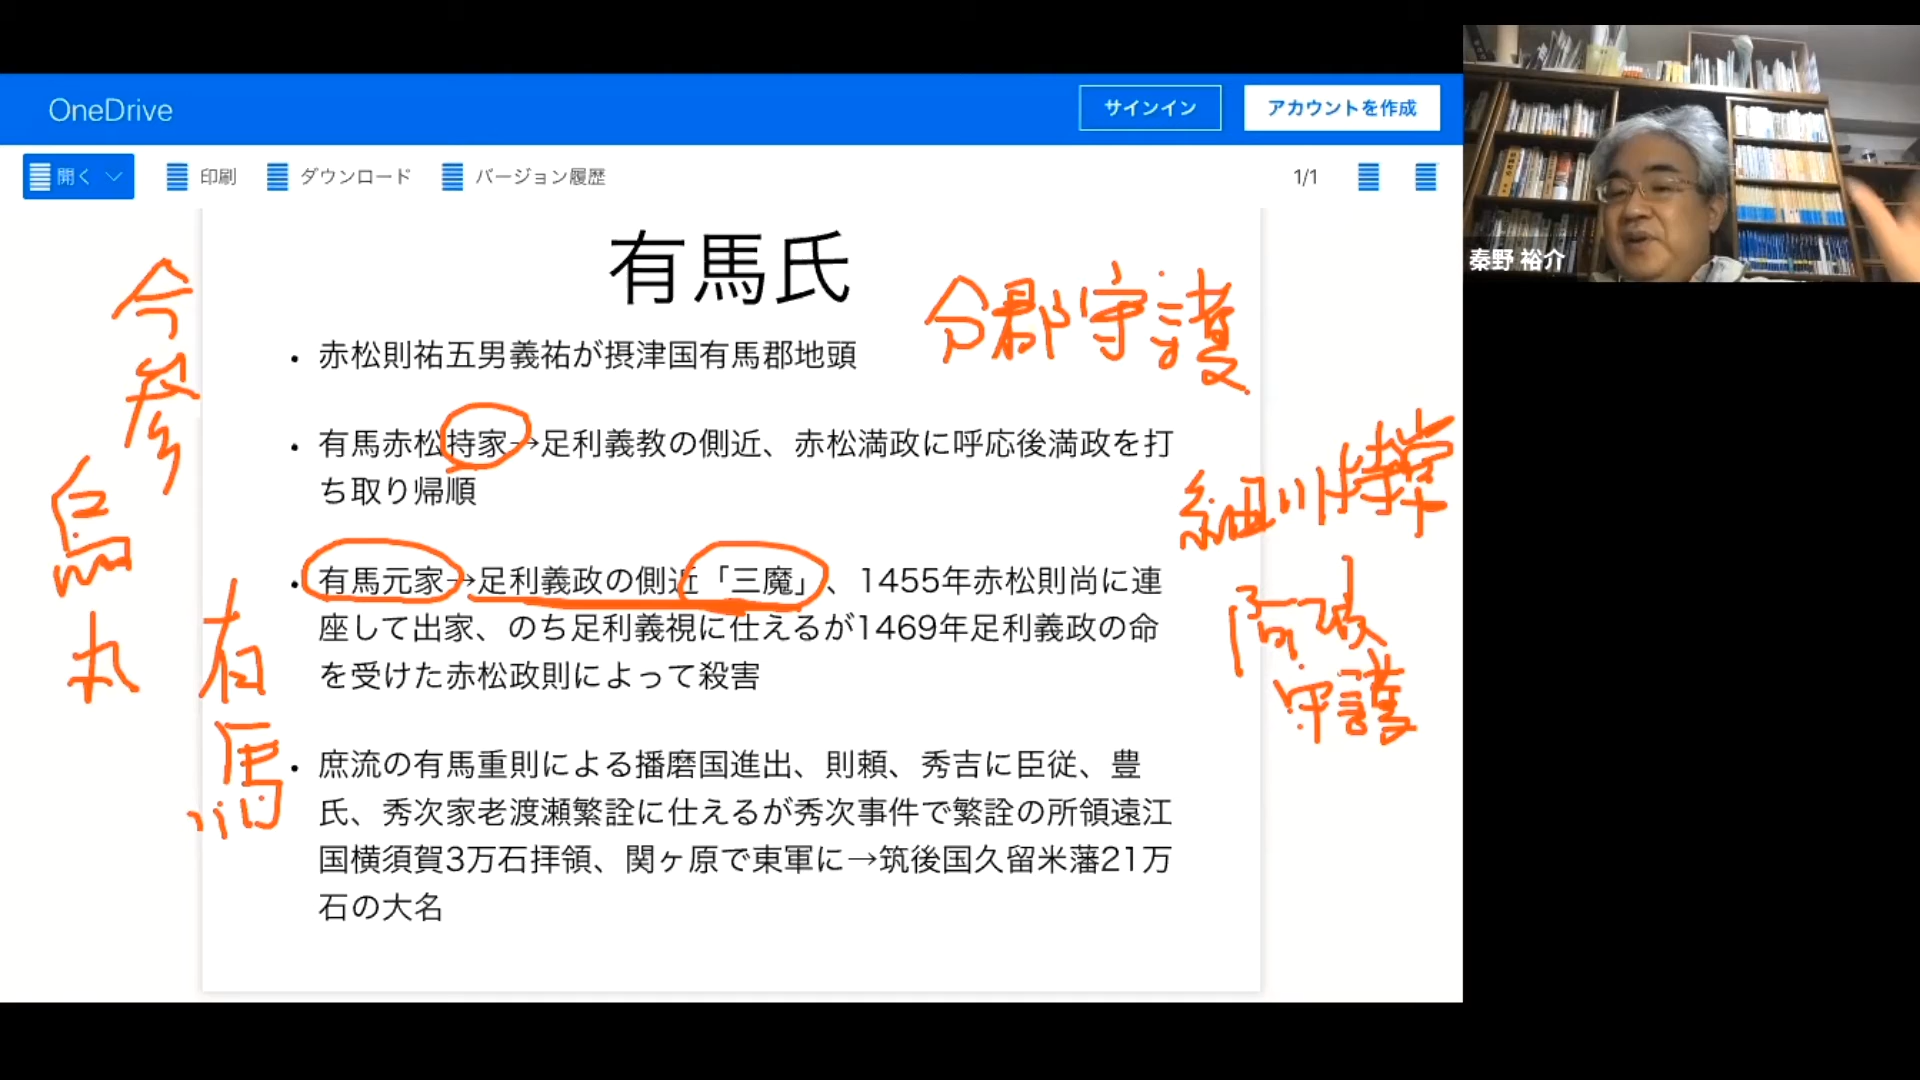 OneDrive
サインイン
アカウントを作成
開く
印刷
ダウンロード
バージョン履歴
1/1
秦野 裕介
有馬氏
分郡守護
・赤松則祐五男義祐が摂津国有馬郡地頭
・有馬赤松持家→足利義教の側近、赤松満政に呼応後満政を打
ち取り帰順
・有馬元家→足利義政の側近「三魔」、1455年赤松則尚に連
座して出家、のち足利義視に仕えるが1469年足利義政の命
を受けた赤松政則によって殺害
・庶流の有馬重則による播磨国進出、則頼、秀吉に臣従、豊
氏、秀次家老渡瀬繁詮に仕えるが秀次事件で繁詮の所領遠江
国横須賀3万石拝領、関ヶ原で東軍に→筑後国久留米藩21万
石の大名
今参
烏丸
有馬
細川持常
阿波
守護